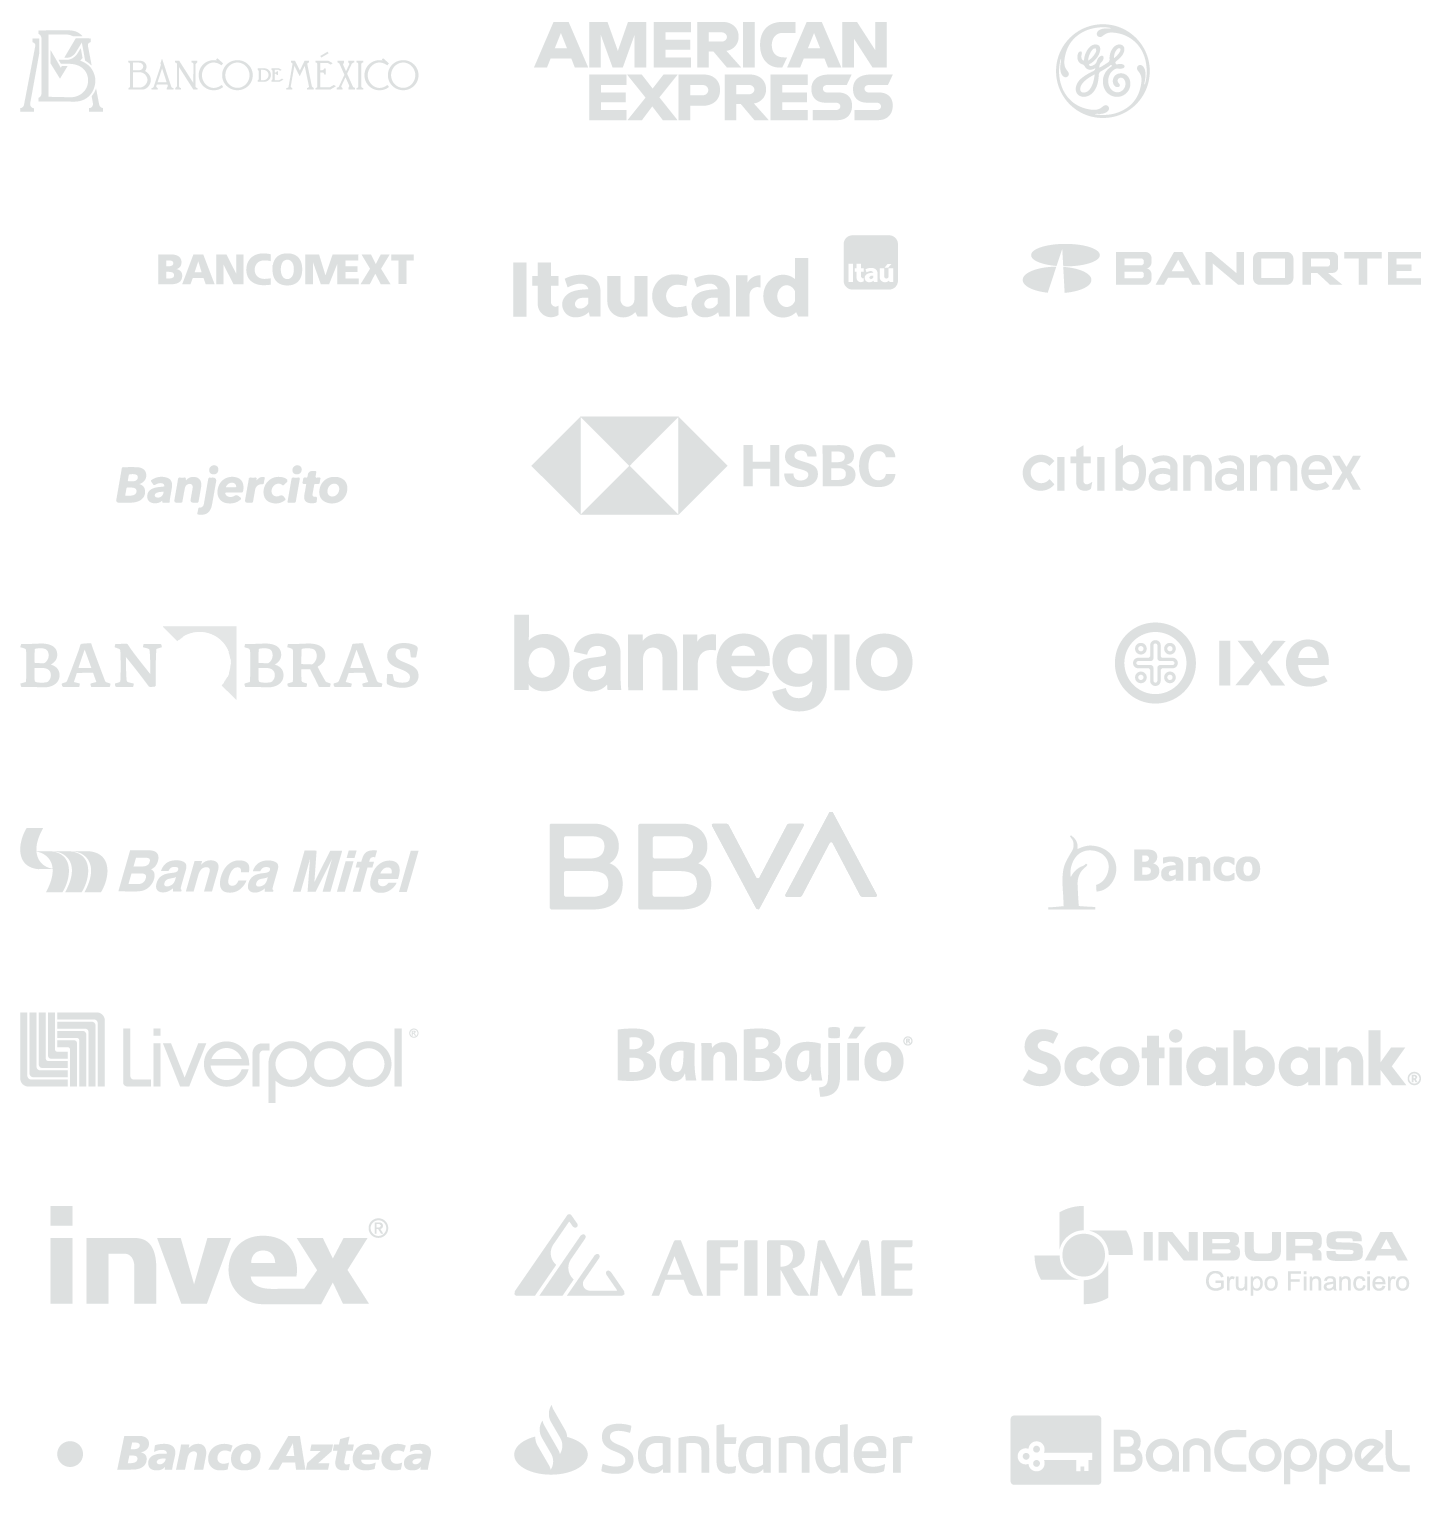 BANCO DE MÉXICO
AMERICAN
EXPRESS
GE
BANCOMEXT
Itaucard
Itaú
BANORTE
Banjercito
HSBC
citibanamex
BANOBRAS
banregio
ixe
Banca Mifel
BBVA
Banco
Liverpool®
BanBajío®
Scotiabank®
invex®
AFIRME
INBURSA
Grupo Financiero
Banco Azteca
Santander
BanCoppel